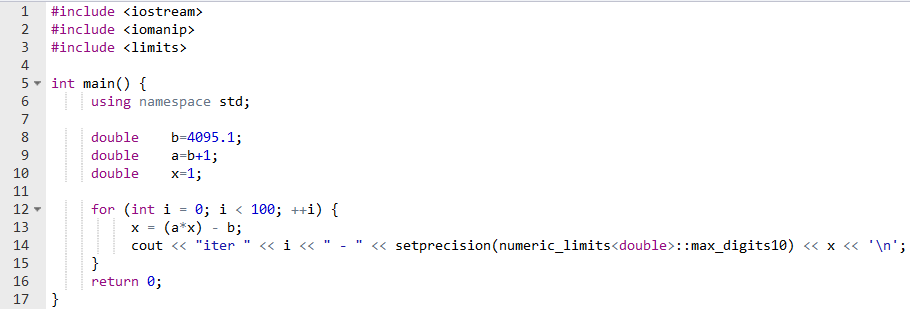 1 #include <iostream>
2 #include <iomanip>
3 #include <limits>
4
5 int main() {
6 using namespace std;
7
8 double b=4095.1;
9 double a=b+1;
10 double x=1;
11
12 for (int i = 0; i < 100; ++i) {
13 x = (a*x) - b;
14 cout << "iter " << i << " - " << setprecision(numeric_limits<double>::max_digits10) << x << '\n';
15 }
16 return 0;
17 }